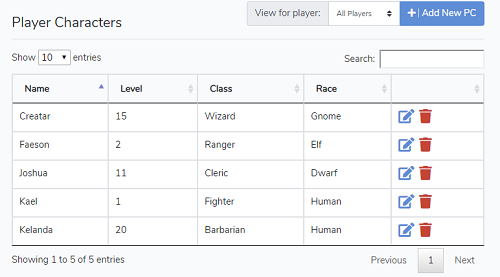 Player Characters
View for player: All Players + Add New PC
Show 10 entries Search:
Name Level Class Race
Creatar 15 Wizard Gnome
Faeson 2 Ranger Elf
Joshua 11 Cleric Dwarf
Kael 1 Fighter Human
Kelanda 20 Barbarian Human
Showing 1 to 5 of 5 entries Previous 1 Next